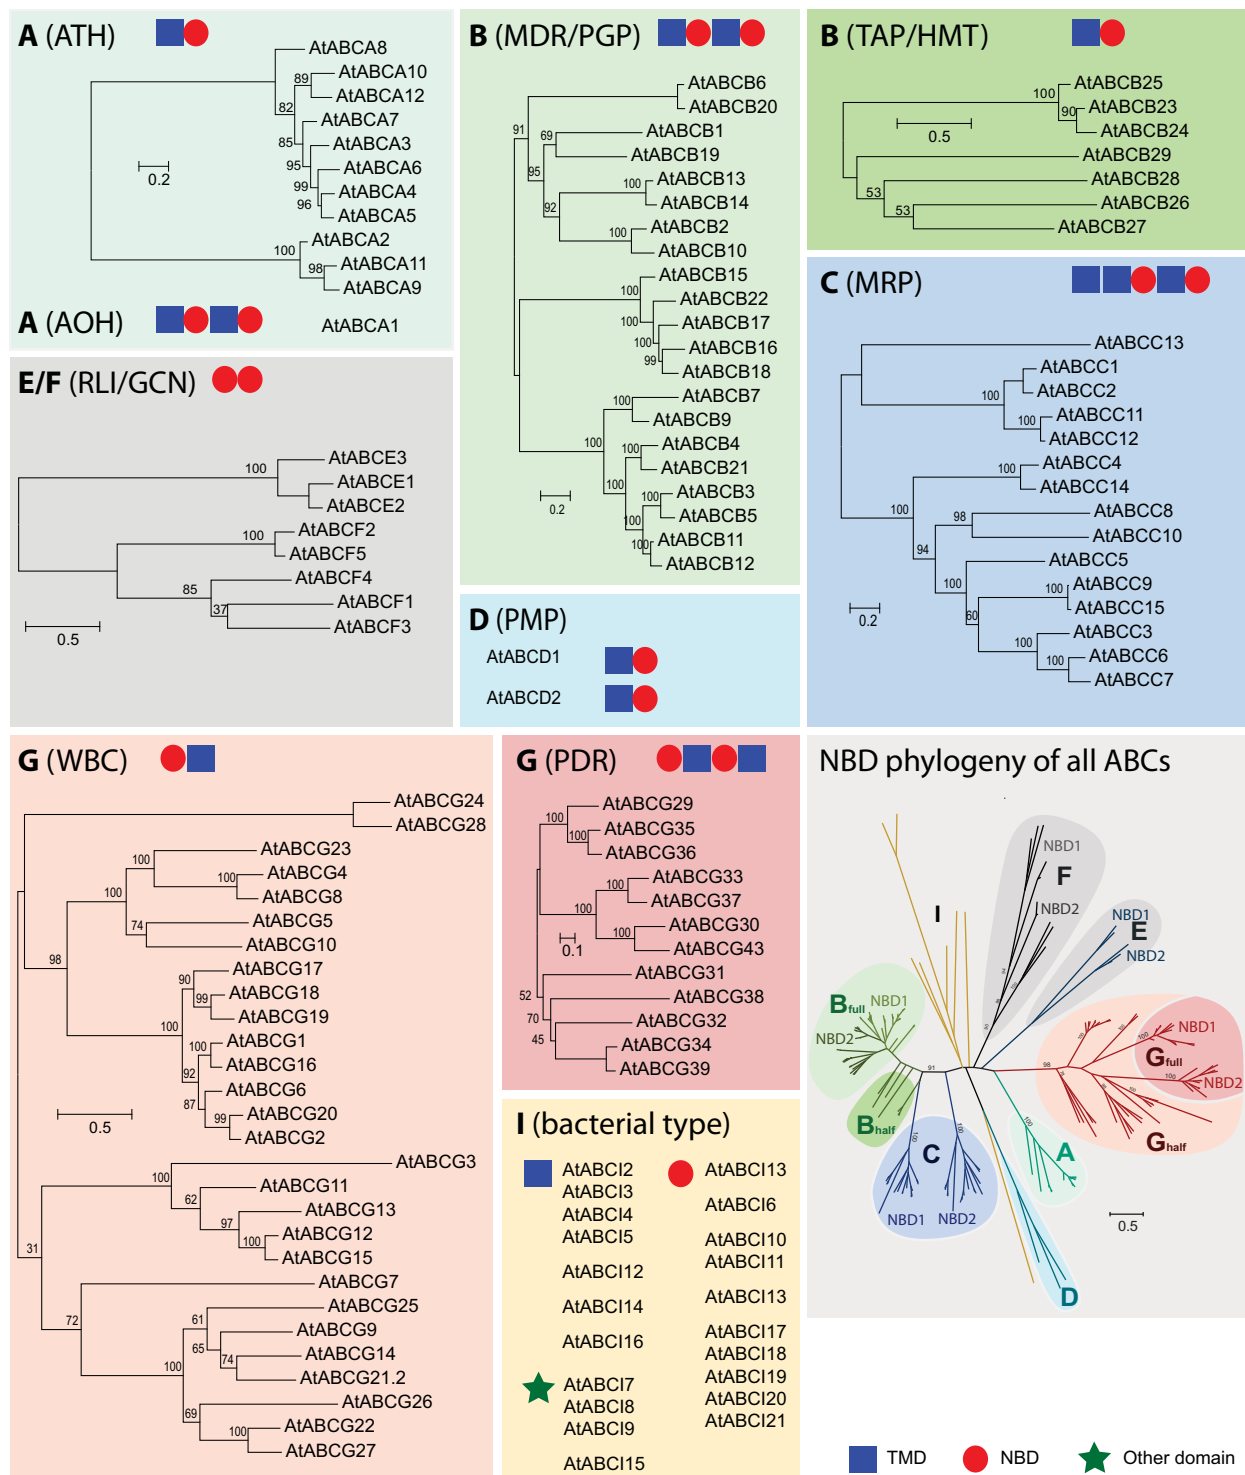 A (ATH)
AtABCA8
AtABCA10
89
AtABCA12
82
AtABCA7
85
AtABCA3
95
AtABCA6
0.2
99
AtABCA4
96
AtABCA5
AtABCA2
100
AtABCA11
98
AtABCA9
A (AOH)
AtABCA1
E/F (RLI/GCN)
AtABCE3
100
AtABCE1
AtABCE2
AtABCF2
100
AtABCF5
AtABCF4
85
AtABCF1
37
AtABCF3
0.5
B (MDR/PGP)
AtABCB6
AtABCB20
91
AtABCB1
69
AtABCB19
95
AtABCB13
100
AtABCB14
92
AtABCB2
100
AtABCB10
AtABCB15
100
AtABCB22
100
AtABCB17
100
AtABCB16
99
AtABCB18
AtABCB7
100
AtABCB9
100
AtABCB4
100
AtABCB21
100
AtABCB3
100
AtABCB5
100
AtABCB11
100
AtABCB12
0.2
D (PMP)
AtABCD1
AtABCD2
B (TAP/HMT)
AtABCB25
100
AtABCB23
90
AtABCB24
0.5
AtABCB29
AtABCB28
53
AtABCB26
53
AtABCB27
C (MRP)
AtABCC13
AtABCC1
AtABCC2
100
AtABCC11
100
AtABCC12
AtABCC4
100
AtABCC14
100
AtABCC8
98
AtABCC10
94
AtABCC5
100
AtABCC9
100
AtABCC15
60
AtABCC3
100
AtABCC6
100
AtABCC7
0.2
G (WBC)
AtABCG24
AtABCG28
AtABCG23
100
AtABCG4
100
AtABCG8
100
AtABCG5
74
AtABCG10
98
AtABCG17
90
AtABCG18
99
AtABCG19
100
AtABCG1
100
AtABCG16
92
AtABCG6
87
AtABCG20
99
AtABCG2
0.5
AtABCG3
100
AtABCG11
62
AtABCG13
97
AtABCG12
100
AtABCG15
31
AtABCG7
72
AtABCG25
61
AtABCG9
65
AtABCG14
74
AtABCG21.2
100
AtABCG26
69
AtABCG22
100
AtABCG27
G (PDR)
AtABCG29
100
AtABCG35
100
AtABCG36
AtABCG33
100
AtABCG37
100
AtABCG30
100
AtABCG43
0.1
AtABCG31
52
AtABCG38
70
AtABCG32
45
AtABCG34
AtABCG39
I (bacterial type)
AtABCI2
AtABCI3
AtABCI4
AtABCI5
AtABCI12
AtABCI14
AtABCI16
AtABCI7
AtABCI8
AtABCI9
AtABCI15
AtABCI13
AtABCI6
AtABCI10
AtABCI11
AtABCI13
AtABCI17
AtABCI18
AtABCI19
AtABCI20
AtABCI21
NBD phylogeny of all ABCs
NBD1
F
NBD2
I
NBD1
E
NBD2
Bfull
NBD1
NBD2
91
Bhalf
98
100
NBD1
Gfull
100
NBD2
Ghalf
100
100
C
NBD1
NBD2
100
A
D
0.5
TMD
NBD
Other domain